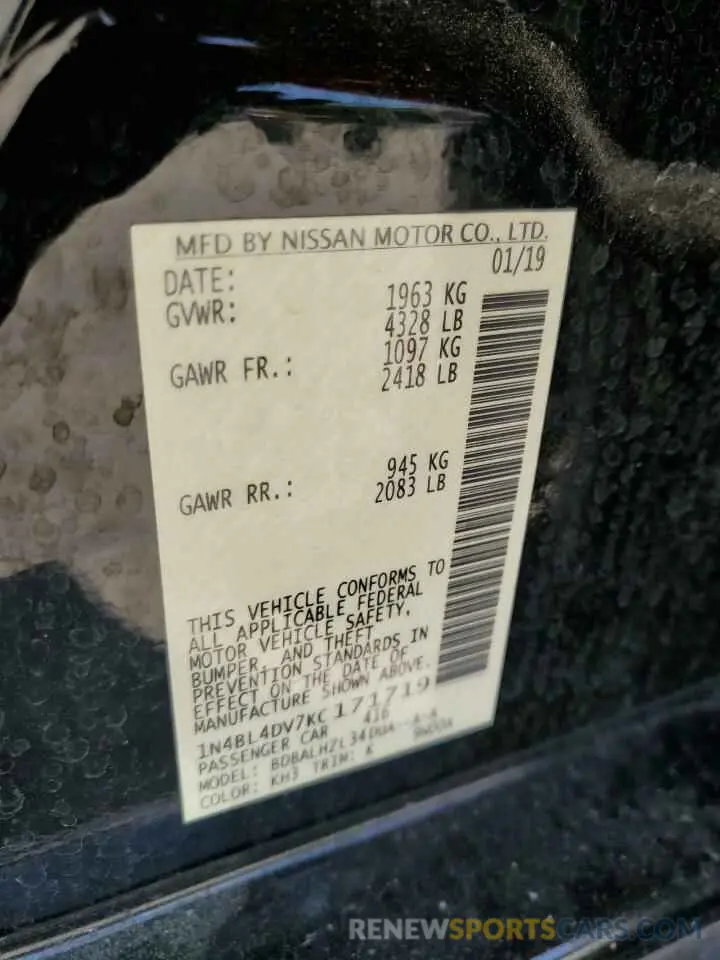 MFD BY NISSAN MOTOR CO., LTD.
DATE: 01/19
GVWR: 1963 KG
4328 LB
GAWR FR.: 1097 KG
2418 LB
GAWR RR.: 945 KG
2083 LB
THIS VEHICLE CONFORMS TO
ALL APPLICABLE FEDERAL
MOTOR VEHICLE SAFETY,
BUMPER, AND THEFT
PREVENTION STANDARDS IN
EFFECT ON THE DATE OF
MANUFACTURE SHOWN ABOVE.
1N4BL4DV7KC171719
PASSENGER CAR 416
MODEL: BDBALHZL34DUA--A-A
COLOR: KH3 TRIM: K
RENEWSPORTSCARS.COM